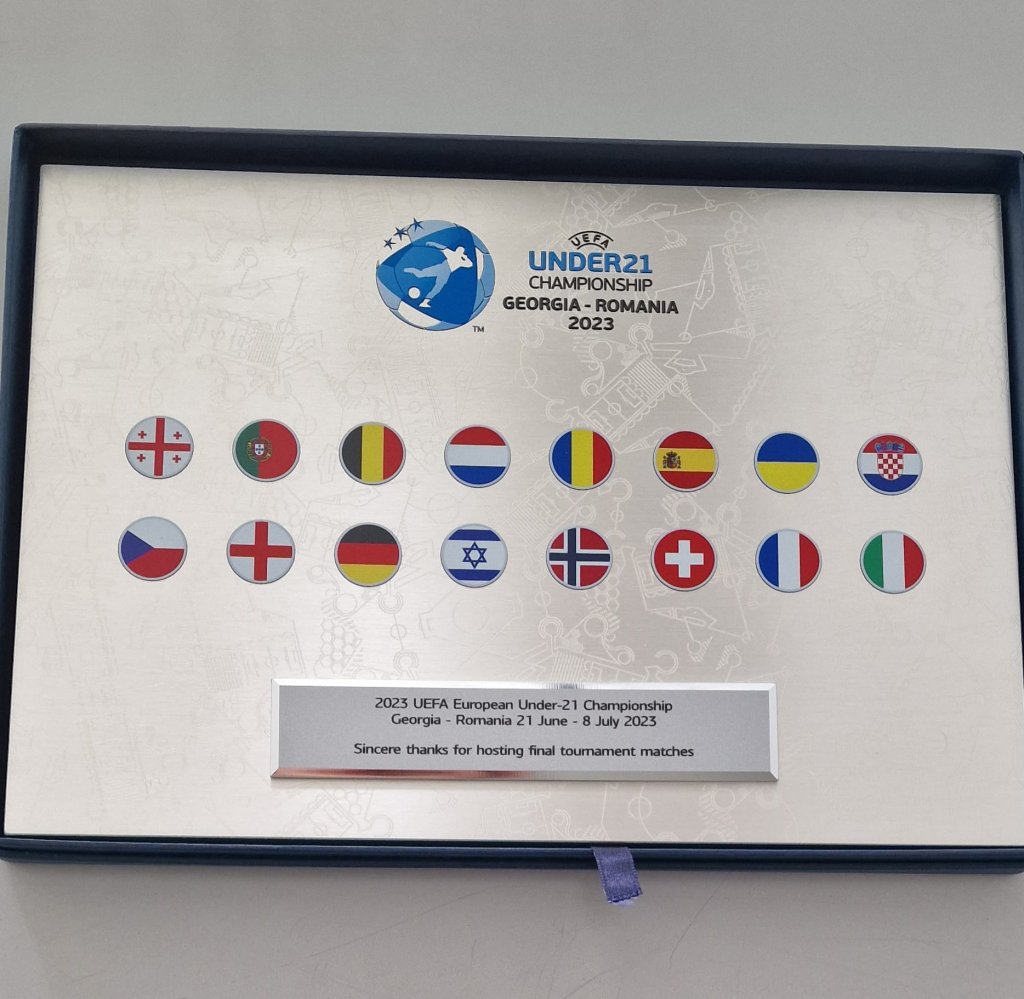 UEFA
UNDER21
CHAMPIONSHIP
GEORGIA - ROMANIA
2023
TM
2023 UEFA European Under-21 Championship
Georgia - Romania 21 June - 8 July 2023
Sincere thanks for hosting final tournament matches